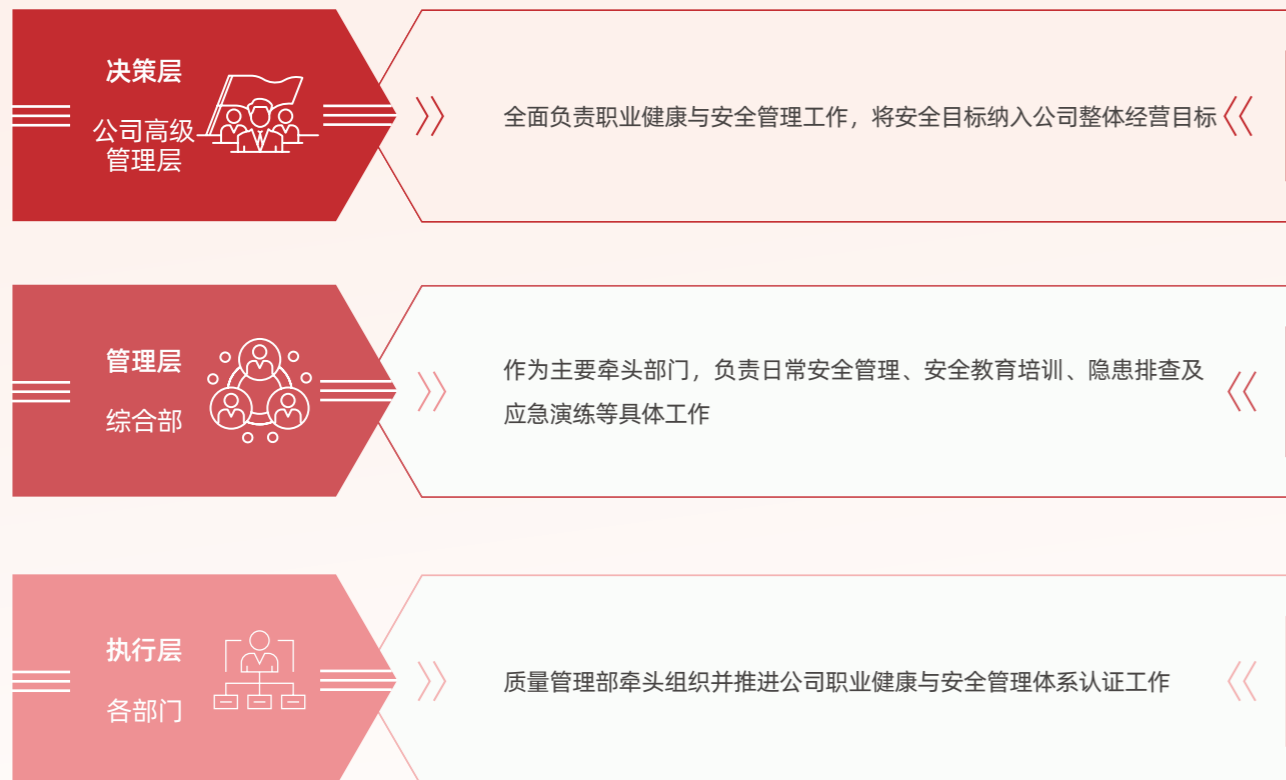 决策层
公司高级
管理层
全面负责职业健康与安全管理工作，将安全目标纳入公司整体经营目标
管理层
综合部
作为主要牵头部门，负责日常安全管理、安全教育培训、隐患排查及
应急演练等具体工作
执行层
各部门
质量管理部牵头组织并推进公司职业健康与安全管理体系认证工作